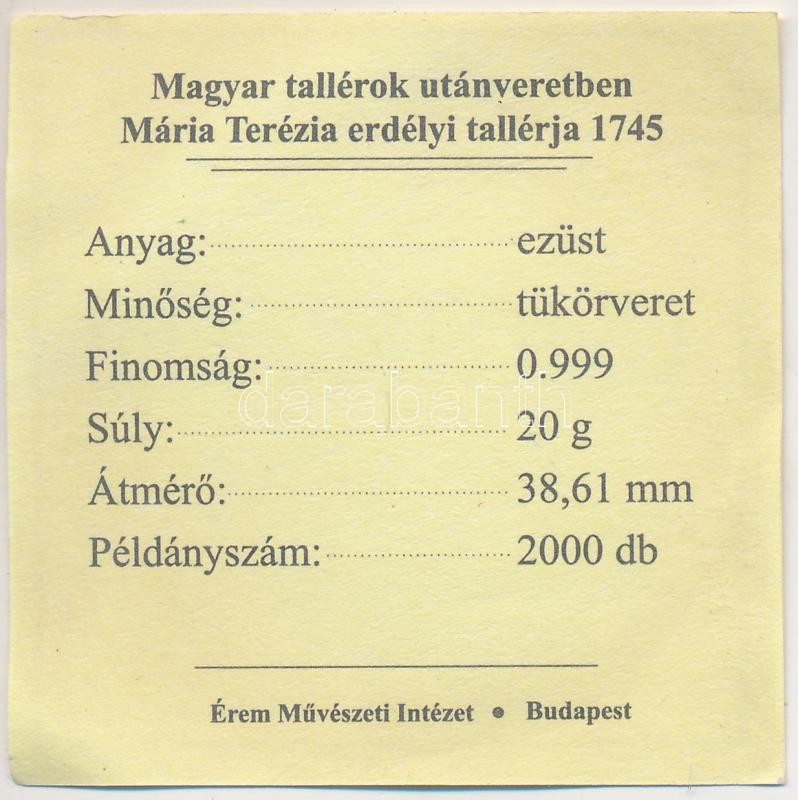 Magyar tallérok utánveretben
Mária Terézia erdélyi tallérja 1745
Anyag: ezüst
Minőség: tükörveret
Finomság: 0.999
darabanth
Súly: 20 g
Átmérő: 38,61 mm
Példányszám: 2000 db
Érem Művészeti Intézet • Budapest